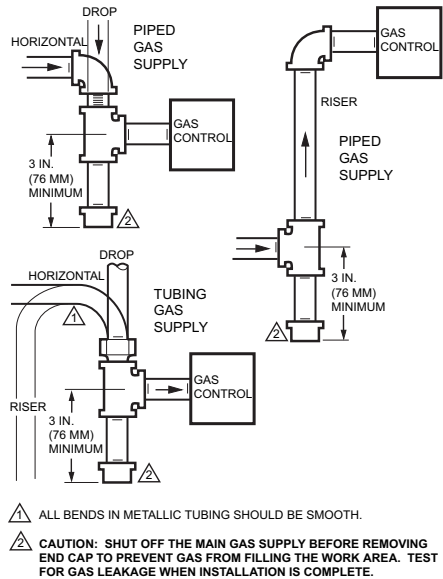 DROP
HORIZONTAL
PIPED
GAS
SUPPLY
GAS
CONTROL
3 IN.
(76 MM)
MINIMUM
2
GAS
CONTROL
RISER
PIPED
GAS
SUPPLY
3 IN.
(76 MM)
MINIMUM
2
DROP
HORIZONTAL
TUBING
GAS
SUPPLY
1
GAS
CONTROL
RISER
3 IN.
(76 MM)
MINIMUM
2
1 ALL BENDS IN METALLIC TUBING SHOULD BE SMOOTH.
2 CAUTION: SHUT OFF THE MAIN GAS SUPPLY BEFORE REMOVING
END CAP TO PREVENT GAS FROM FILLING THE WORK AREA. TEST
FOR GAS LEAKAGE WHEN INSTALLATION IS COMPLETE.